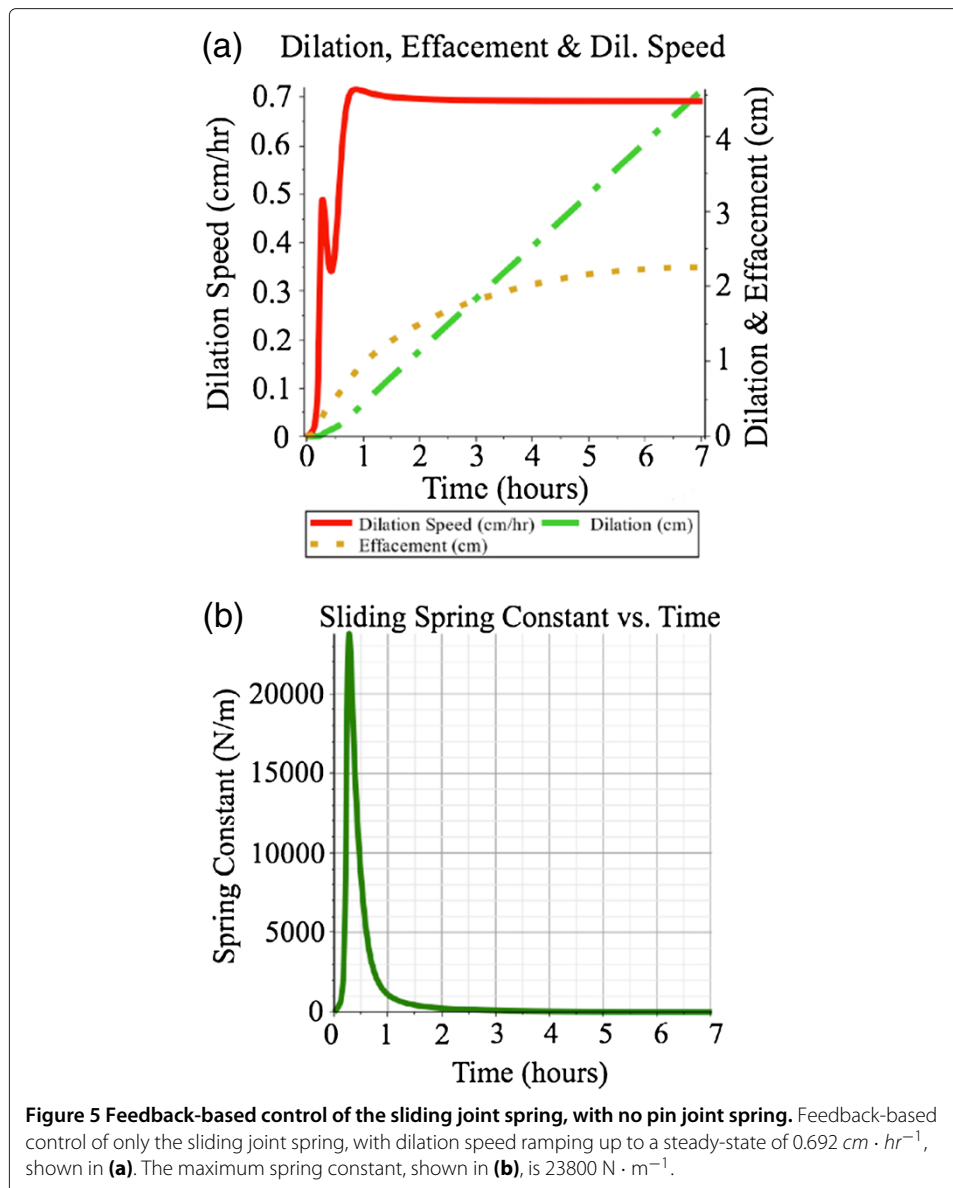 (a) Dilation, Effacement & Dil. Speed
Dilation Speed (cm/hr)
0.7
0.6
0.5
0.4
0.3
0.2
0.1
0
Dilation & Effacement (cm)
4
3
2
1
0
0 1 2 3 4 5 6 7
Time (hours)
Dilation Speed (cm/hr) Dilation (cm)
Effacement (cm)
(b) Sliding Spring Constant vs. Time
Spring Constant (N/m)
20000
15000
10000
5000
0
0 1 2 3 4 5 6 7
Time (hours)
Figure 5 Feedback-based control of the sliding joint spring, with no pin joint spring. Feedback-based
control of only the sliding joint spring, with dilation speed ramping up to a steady-state of 0.692 cm · hr⁻¹,
shown in (a). The maximum spring constant, shown in (b), is 23800 N · m⁻¹.